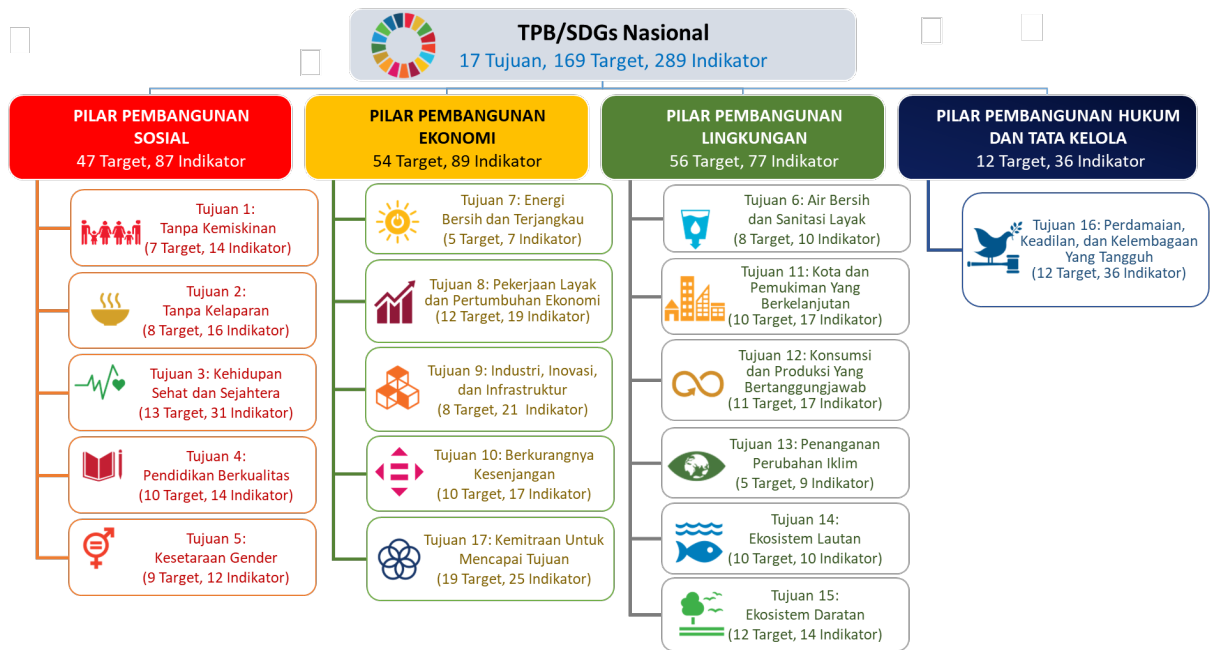 TPB/SDGs Nasional
17 Tujuan, 169 Target, 289 Indikator
PILAR PEMBANGUNAN
SOSIAL
47 Target, 87 Indikator
Tujuan 1:
Tanpa Kemiskinan
(7 Target, 14 Indikator)
Tujuan 2:
Tanpa Kelaparan
(8 Target, 16 Indikator)
Tujuan 3: Kehidupan
Sehat dan Sejahtera
(13 Target, 31 Indikator)
Tujuan 4:
Pendidikan Berkualitas
(10 Target, 14 Indikator)
Tujuan 5:
Kesetaraan Gender
(9 Target, 12 Indikator)
PILAR PEMBANGUNAN
EKONOMI
54 Target, 89 Indikator
Tujuan 7: Energi
Bersih dan Terjangkau
(5 Target, 7 Indikator)
Tujuan 8: Pekerjaan Layak
dan Pertumbuhan Ekonomi
(12 Target, 19 Indikator)
Tujuan 9: Industri, Inovasi,
dan Infrastruktur
(8 Target, 21 Indikator)
Tujuan 10: Berkurangnya
Kesenjangan
(10 Target, 17 Indikator)
Tujuan 17: Kemitraan Untuk
Mencapai Tujuan
(19 Target, 25 Indikator)
PILAR PEMBANGUNAN
LINGKUNGAN
56 Target, 77 Indikator
Tujuan 6: Air Bersih
dan Sanitasi Layak
(8 Target, 10 Indikator)
Tujuan 11: Kota dan
Pemukiman Yang
Berkelanjutan
(10 Target, 17 Indikator)
Tujuan 12: Konsumsi
dan Produksi Yang
Bertanggungjawab
(11 Target, 17 Indikator)
Tujuan 13: Penanganan
Perubahan Iklim
(5 Target, 9 Indikator)
Tujuan 14:
Ekosistem Lautan
(10 Target, 10 Indikator)
Tujuan 15:
Ekosistem Daratan
(12 Target, 14 Indikator)
PILAR PEMBANGUNAN HUKUM
DAN TATA KELOLA
12 Target, 36 Indikator
Tujuan 16: Perdamaian,
Keadilan, dan Kelembagaan
Yang Tangguh
(12 Target, 36 Indikator)